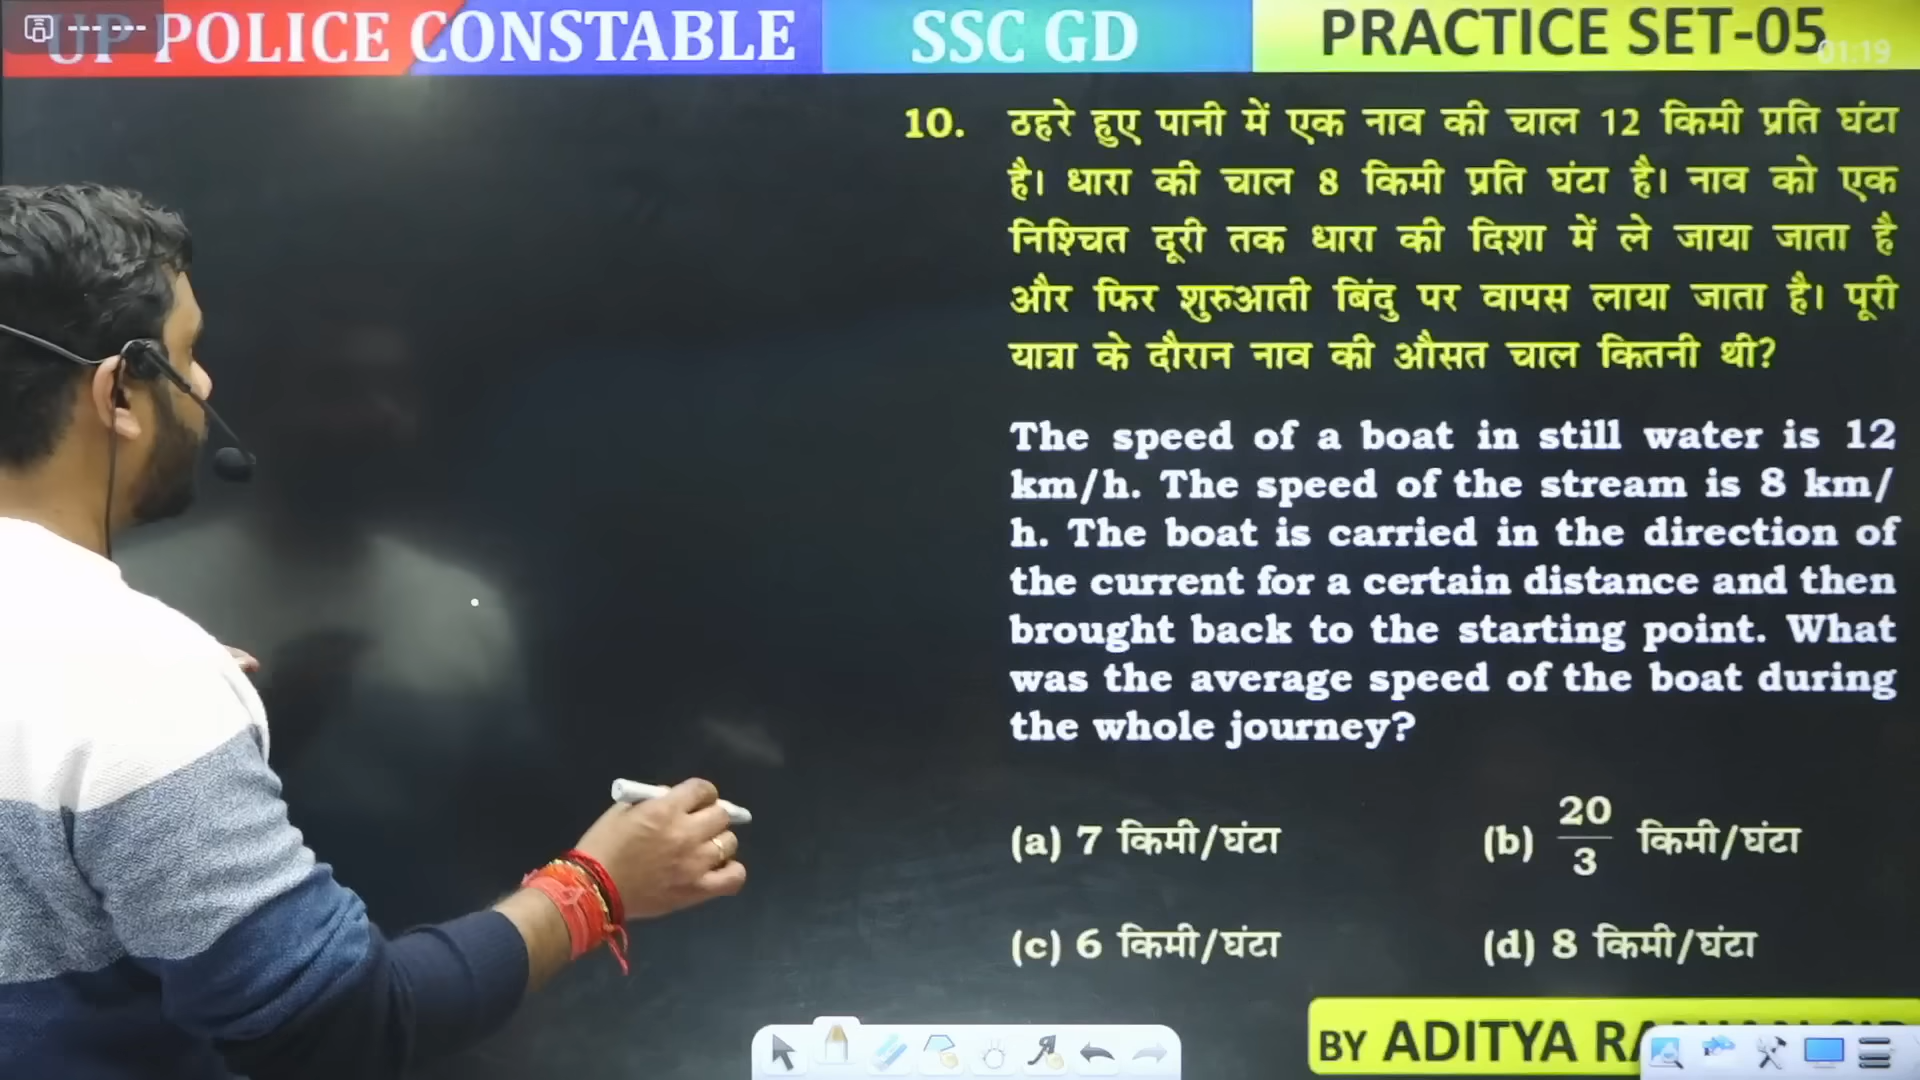 UP POLICE CONSTABLE
SSC GD
PRACTICE SET-05
01:19
10. ठहरे हुए पानी में एक नाव की चाल 12 किमी प्रति घंटा
है। धारा की चाल 8 किमी प्रति घंटा है। नाव को एक
निश्चित दूरी तक धारा की दिशा में ले जाया जाता है
और फिर शुरुआती बिंदु पर वापस लाया जाता है। पूरी
यात्रा के दौरान नाव की औसत चाल कितनी थी?
The speed of a boat in still water is 12
km/h. The speed of the stream is 8 km/
h. The boat is carried in the direction of
the current for a certain distance and then
brought back to the starting point. What
was the average speed of the boat during
the whole journey?
(a) 7 किमी/घंटा
(b) 20/3 किमी/घंटा
(c) 6 किमी/घंटा
(d) 8 किमी/घंटा
BY ADITYA